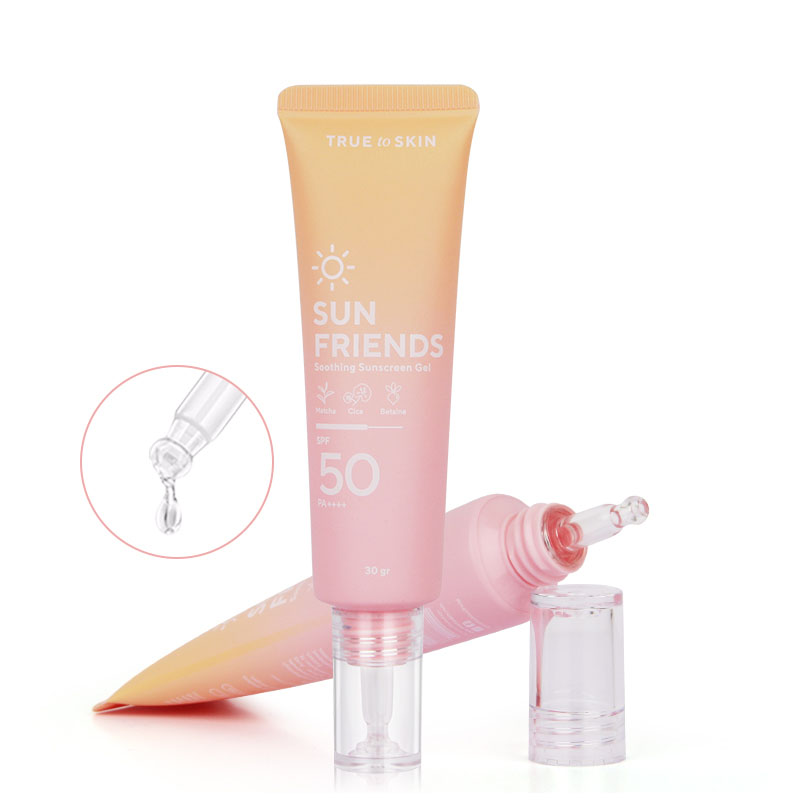 TRUE to SKIN
SUN
FRIENDS
Soothing Sunscreen Gel
Matcha Cica Betaine
SPF
50
PA++++
30 gr